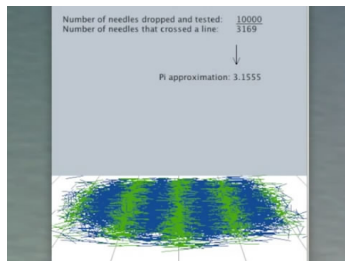 Number of needles dropped and tested: 10000
Number of needles that crossed a line: 3169
Pi approximation: 3.1555